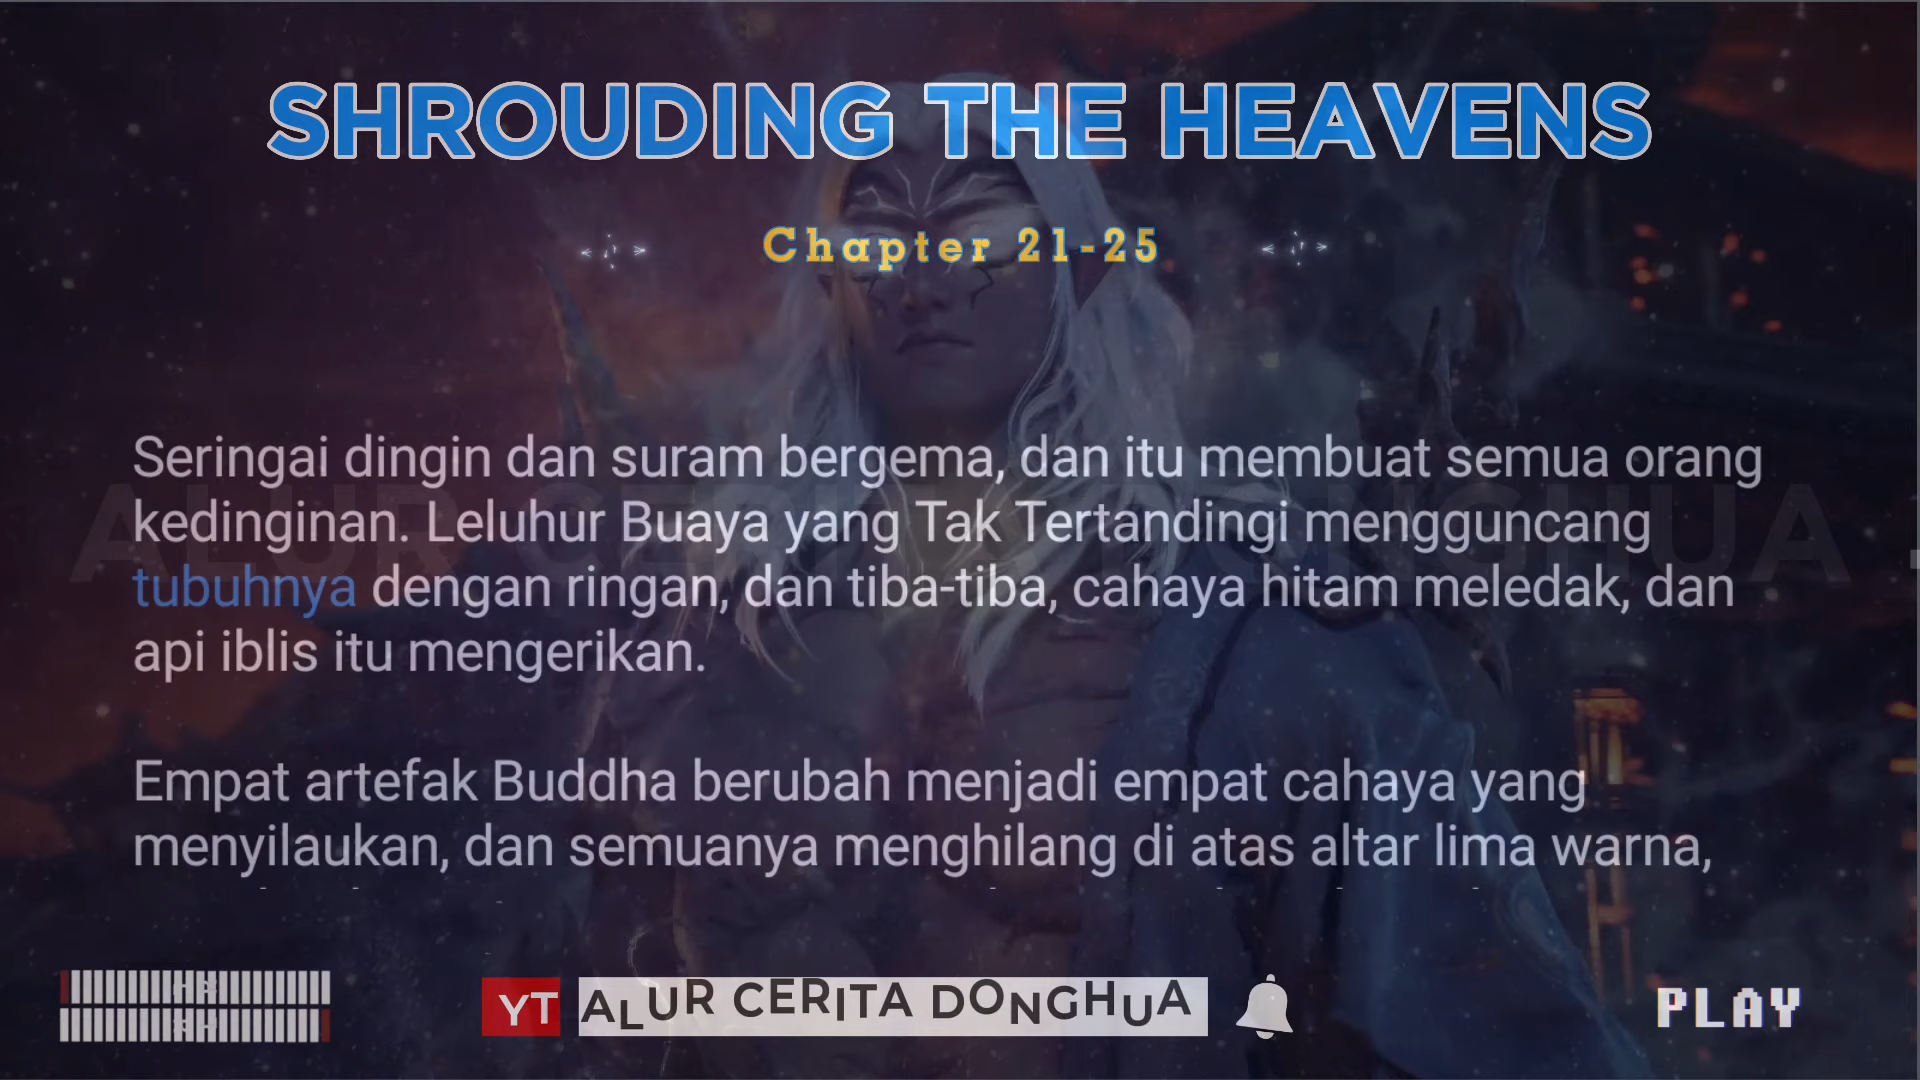 SHROUDING THE HEAVENS
Chapter 21-25
Seringai dingin dan suram bergema, dan itu membuat semua orang
kedinginan. Leluhur Buaya yang Tak Tertandingi mengguncang
tubuhnya dengan ringan, dan tiba-tiba, cahaya hitam meledak, dan
api iblis itu mengerikan.
Empat artefak Buddha berubah menjadi empat cahaya yang
menyilaukan, dan semuanya menghilang di atas altar lima warna,
YT ALUR CERITA DONGHUA
PLAY